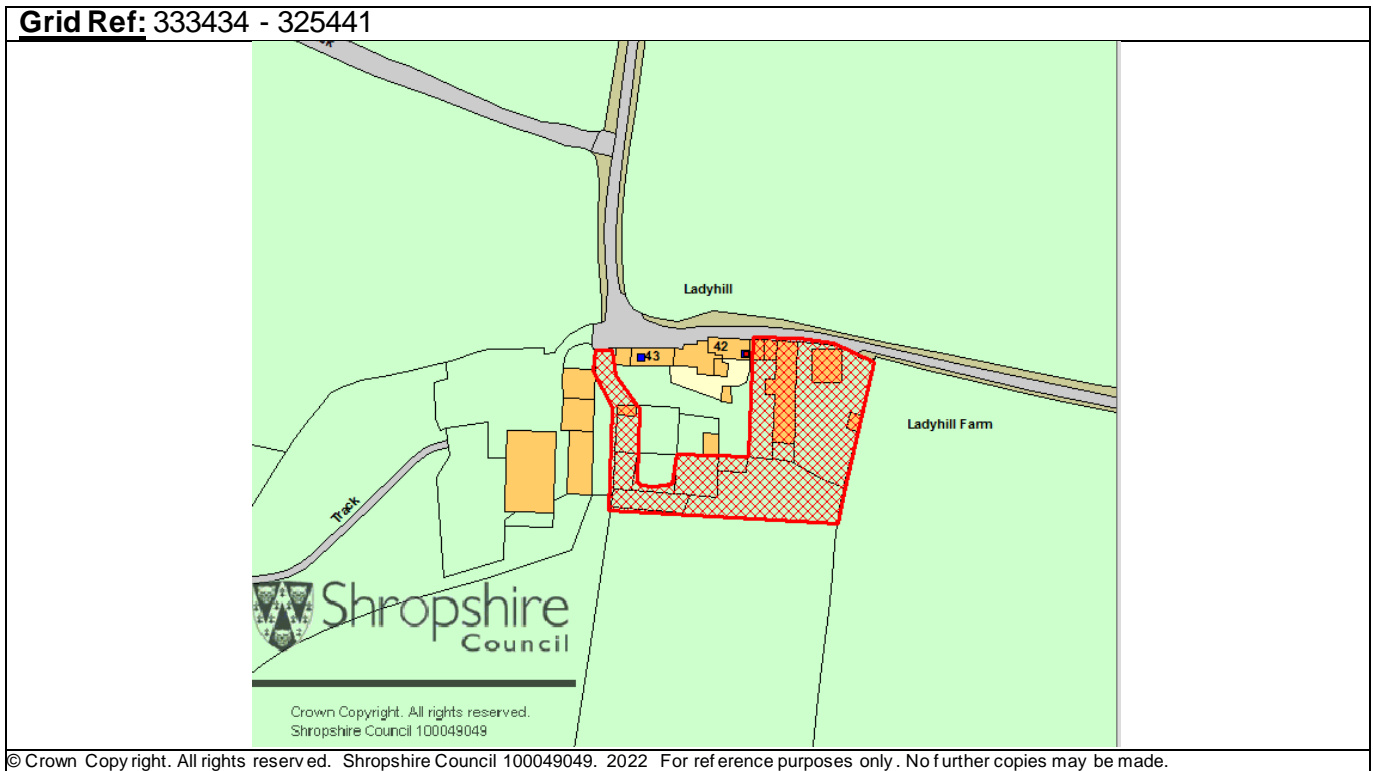 Grid Ref: 333434 - 325441
Ladyhill
42
43
Ladyhill Farm
Track
Shropshire
Council
Crown Copyright. All rights reserved.
Shropshire Council 100049049
© Crown Copyright. All rights reserved. Shropshire Council 100049049. 2022 For reference purposes only. No further copies may be made.